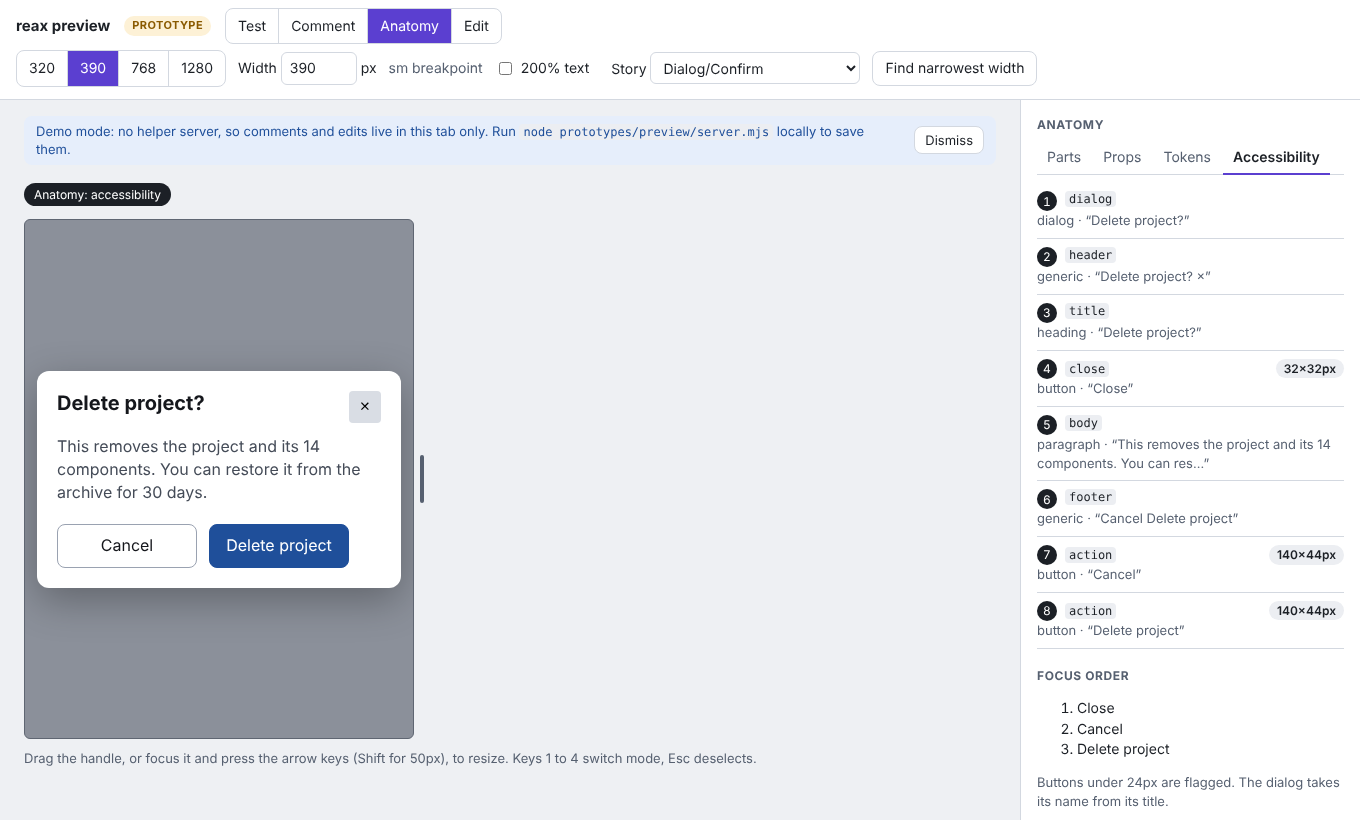 reax preview PROTOTYPE Test Comment Anatomy Edit
320 390 768 1280 Width 390 px sm breakpoint 200% text Story Dialog/Confirm Find narrowest width
Demo mode: no helper server, so comments and edits live in this tab only. Run node prototypes/preview/server.mjs locally to save
them.
Dismiss
Anatomy: accessibility
Delete project?
×
This removes the project and its 14
components. You can restore it from the
archive for 30 days.
Cancel Delete project
Drag the handle, or focus it and press the arrow keys (Shift for 50px), to resize. Keys 1 to 4 switch mode, Esc deselects.
ANATOMY
Parts Props Tokens Accessibility
1 dialog
dialog · “Delete project?”
2 header
generic · “Delete project? ×”
3 title
heading · “Delete project?”
4 close 32×32px
button · “Close”
5 body
paragraph · “This removes the project and its 14
components. You can res…”
6 footer
generic · “Cancel Delete project”
7 action 140×44px
button · “Cancel”
8 action 140×44px
button · “Delete project”
FOCUS ORDER
1. Close
2. Cancel
3. Delete project
Buttons under 24px are flagged. The dialog takes
its name from its title.